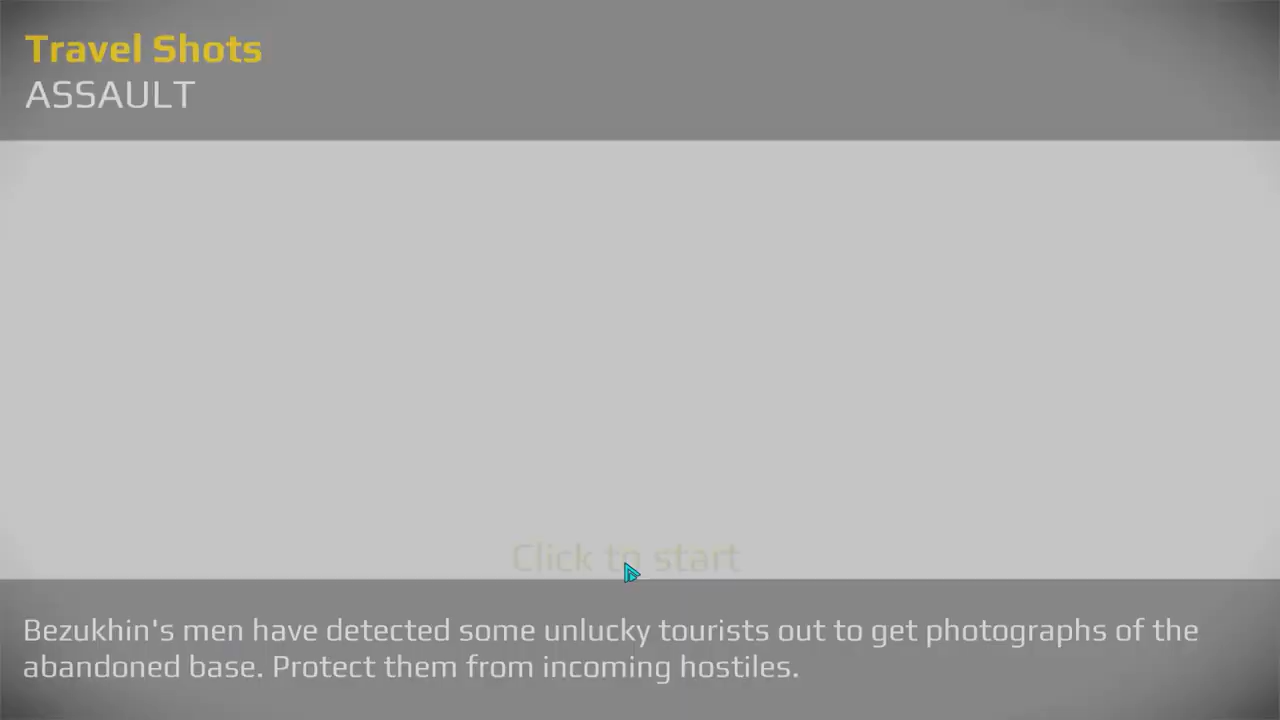 Travel Shots
ASSAULT
Click to start
Bezukhin's men have detected some unlucky tourists out to get photographs of the
abandoned base. Protect them from incoming hostiles.